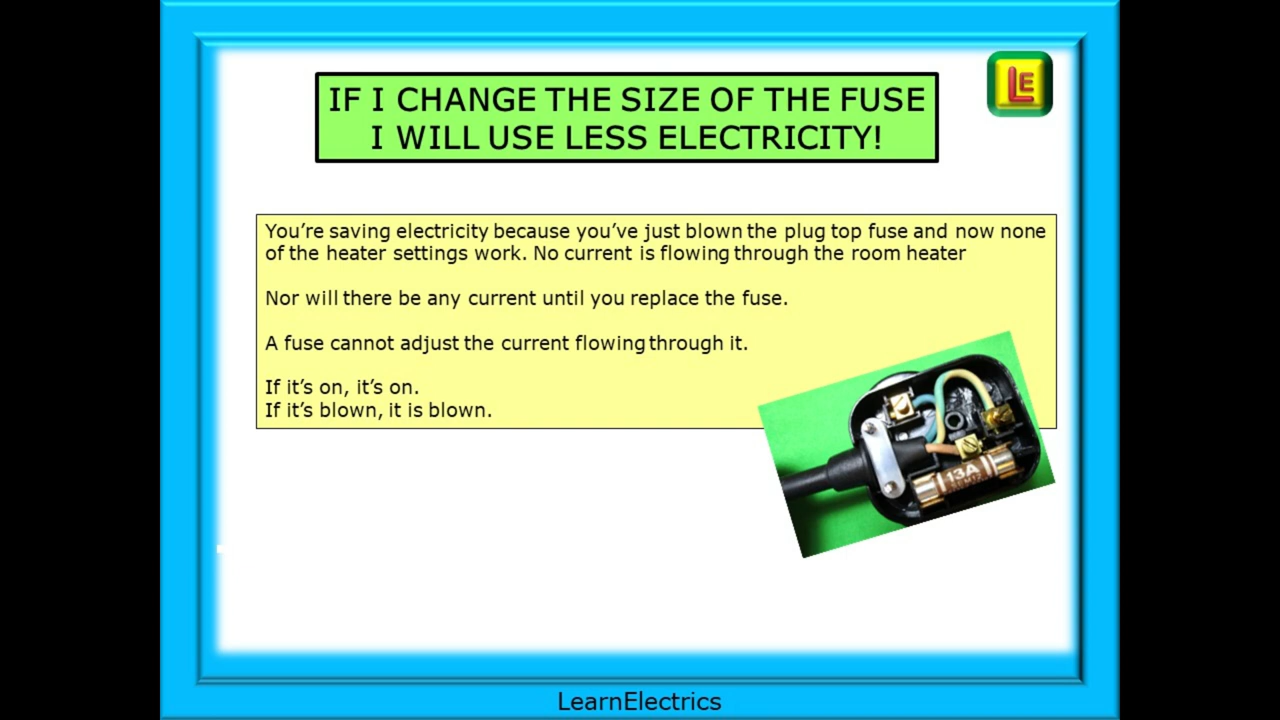 IF I CHANGE THE SIZE OF THE FUSE
I WILL USE LESS ELECTRICITY!
LE
You’re saving electricity because you’ve just blown the plug top fuse and now none
of the heater settings work. No current is flowing through the room heater
Nor will there be any current until you replace the fuse.
A fuse cannot adjust the current flowing through it.
If it’s on, it’s on.
If it’s blown, it is blown.
13A
LearnElectrics